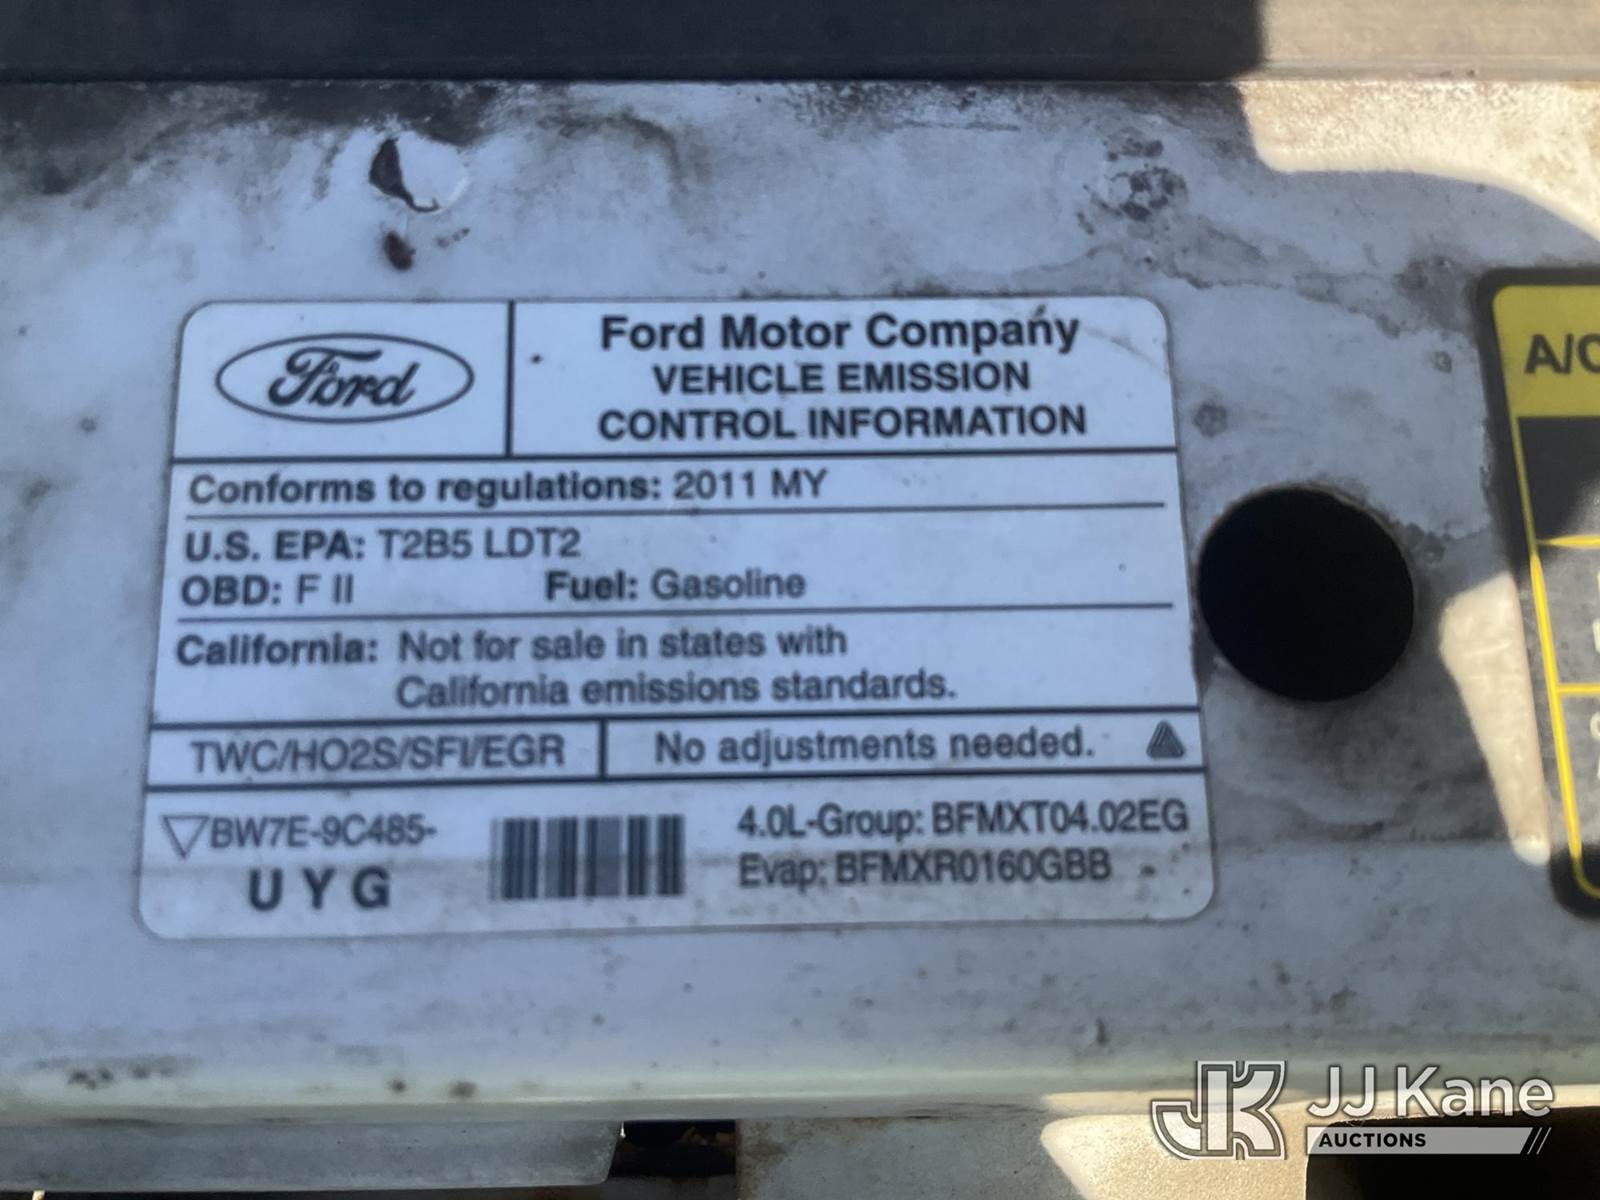 Ford
Ford Motor Company
VEHICLE EMISSION
CONTROL INFORMATION
Conforms to regulations: 2011 MY
U.S. EPA: T2B5 LDT2
OBD: F II Fuel: Gasoline
California: Not for sale in states with
California emissions standards.
TWC/HO2S/SFI/EGR No adjustments needed.
BW7E-9C485-
U Y G
4.0L-Group: BFMXT04.02EG
Evap: BFMXR0160GBB
A/C
JJ Kane
AUCTIONS